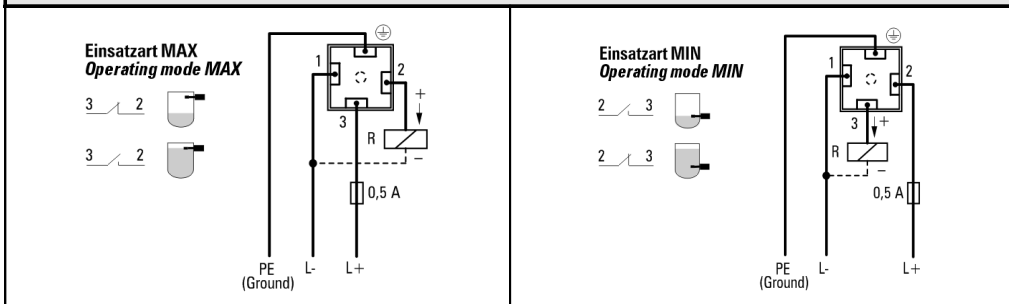 Einsatzart MAX
Operating mode MAX
1
2
3 2
+
3
R
3 2
–
0,5 A
PE
(Ground)
L-
L+
Einsatzart MIN
Operating mode MIN
1
2
2 3
3
+
R
2 3
–
0,5 A
PE
(Ground)
L-
L+